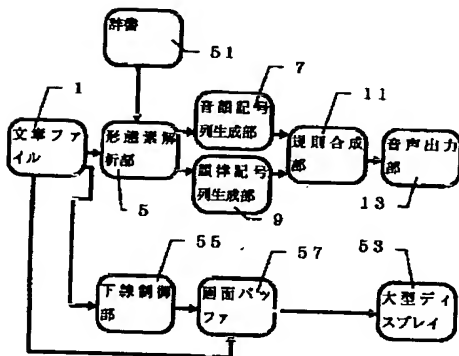 辞書
51
7
音韻記号
列生成部
1
11
文章ファ
イル
形態素解
析部
規則合成
部
音声出力
部
韻律記号
列生成部
5
9
13
55
57
53
下線制御
部
画面バッ
ファ
大型ディ
スプレイ